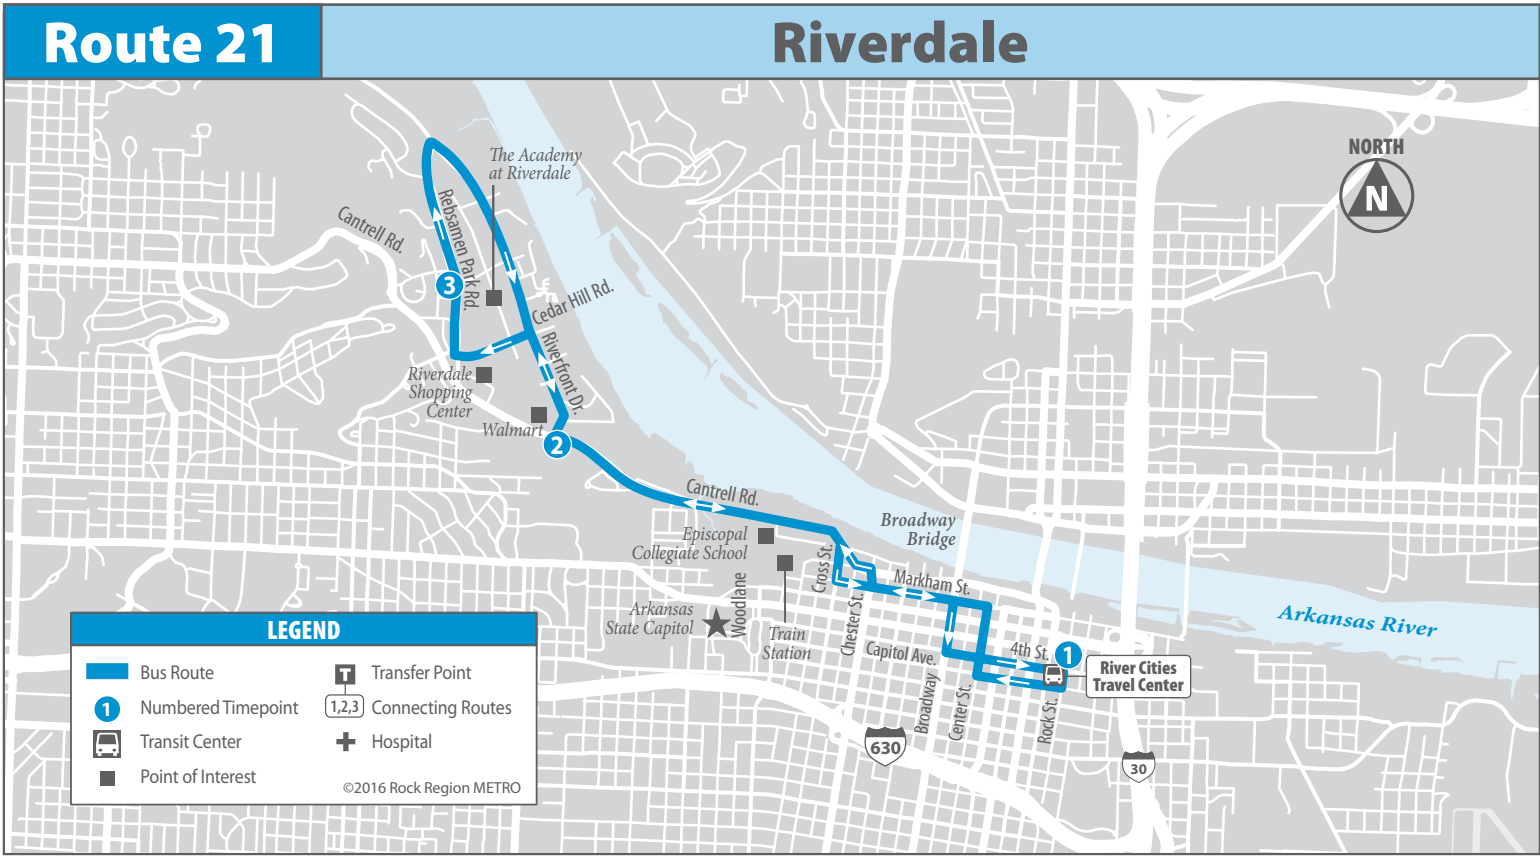 Route 21
Riverdale
NORTH
N
The Academy
at Riverdale
Cantrell Rd.
Rebsamen Park Rd.
3
Cedar Hill Rd.
Riverfront Dr.
Riverdale
Shopping
Center
Walmart
2
Cantrell Rd.
Episcopal
Collegiate School
Broadway
Bridge
Cross St.
Markham St.
Woodlane
Arkansas
State Capitol
Train
Station
Chester St.
Capitol Ave.
4th St.
1
River Cities
Travel Center
Arkansas River
Broadway
Center St.
Rock St.
630
30
LEGEND
Bus Route
T
Transfer Point
1
Numbered Timepoint
1,2,3
Connecting Routes
Transit Center
Hospital
Point of Interest
©2016 Rock Region METRO